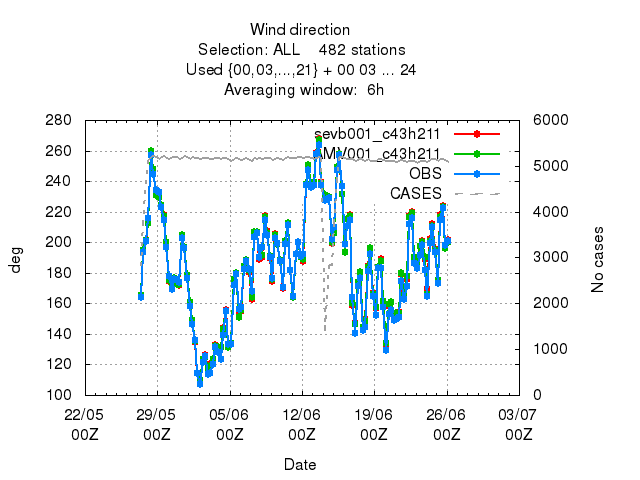 Wind direction
Selection: ALL    482 stations
Used {00,03,...,21} + 00 03 ... 24
Averaging window:  6h
280
260
240
220
200
180
160
140
120
100
deg
6000
5000
4000
3000
2000
1000
0
No cases
sevb001_c43h211
AMV001_c43h211
OBS
CASES
22/05 29/05 05/06 12/06 19/06 26/06 03/07
00Z 00Z 00Z 00Z 00Z 00Z 00Z
Date